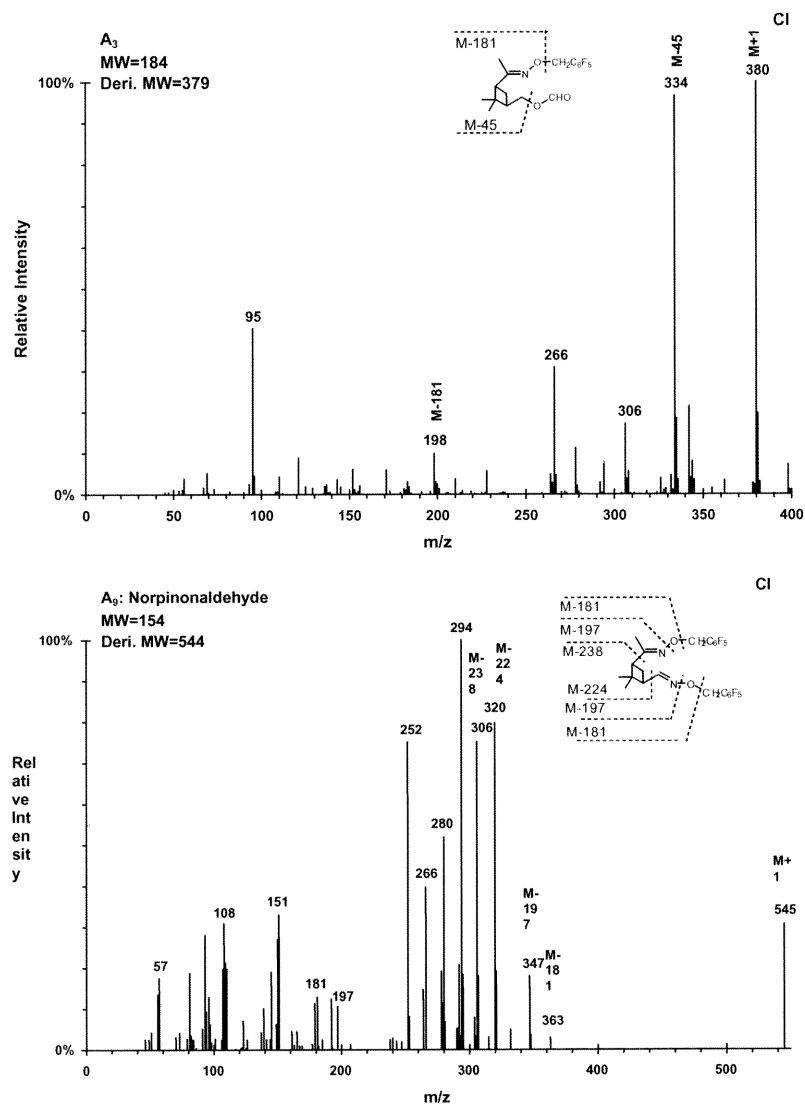 CI
A₃
MW=184
Deri. MW=379
M-181
O
CH₂C₆F₅
N
O
CHO
M-45
M-45
334
M+1
380
100%
Relative Intensity
95
M-181
198
266
306
0%
0 50 100 150 200 250 300 350 400
m/z
CI
A₉: Norpinonaldehyde
MW=154
Deri. MW=544
M-181
M-197
M-238
O
CH₂C₆F₅
N
M-224
M-197
M-181
N
O
CH₂C₆F₅
100%
294
M-
23
8
M-
22
4
320
306
252
280
266
Rel
ati
ve
Int
en
sit
y
151
108
57
181
197
M-
19
7
347
M-
18
1
363
M+
1
545
0%
0 100 200 300 400 500
m/z